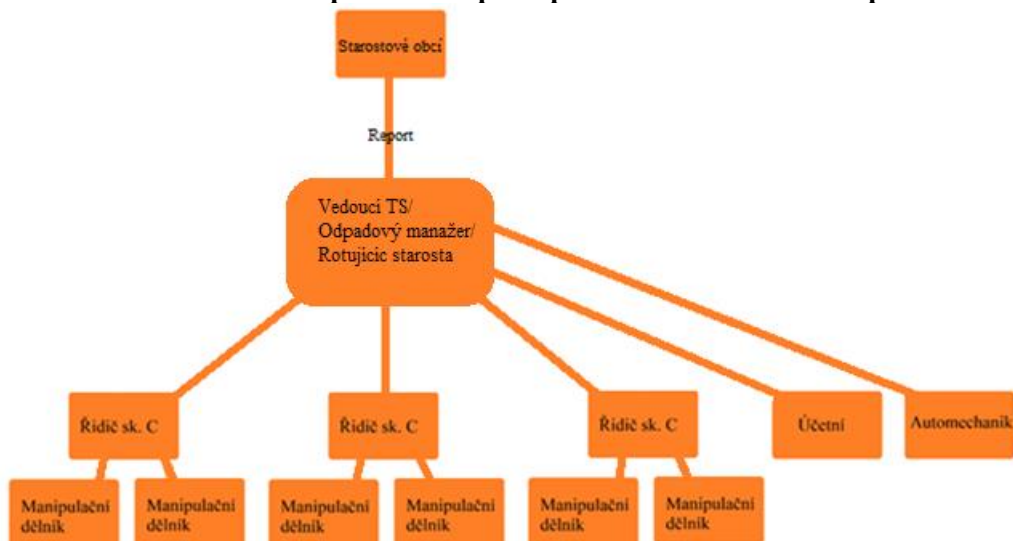 Starostové obcí
Report
Vedoucí TS/
Odpadový manažer/
Rotujicic starosta
Řidič sk. C
Řidič sk. C
Řidič sk. C
Účetní
Automechanik
Manipulační
dělník
Manipulační
dělník
Manipulační
dělník
Manipulační
dělník
Manipulační
dělník
Manipulační
dělník